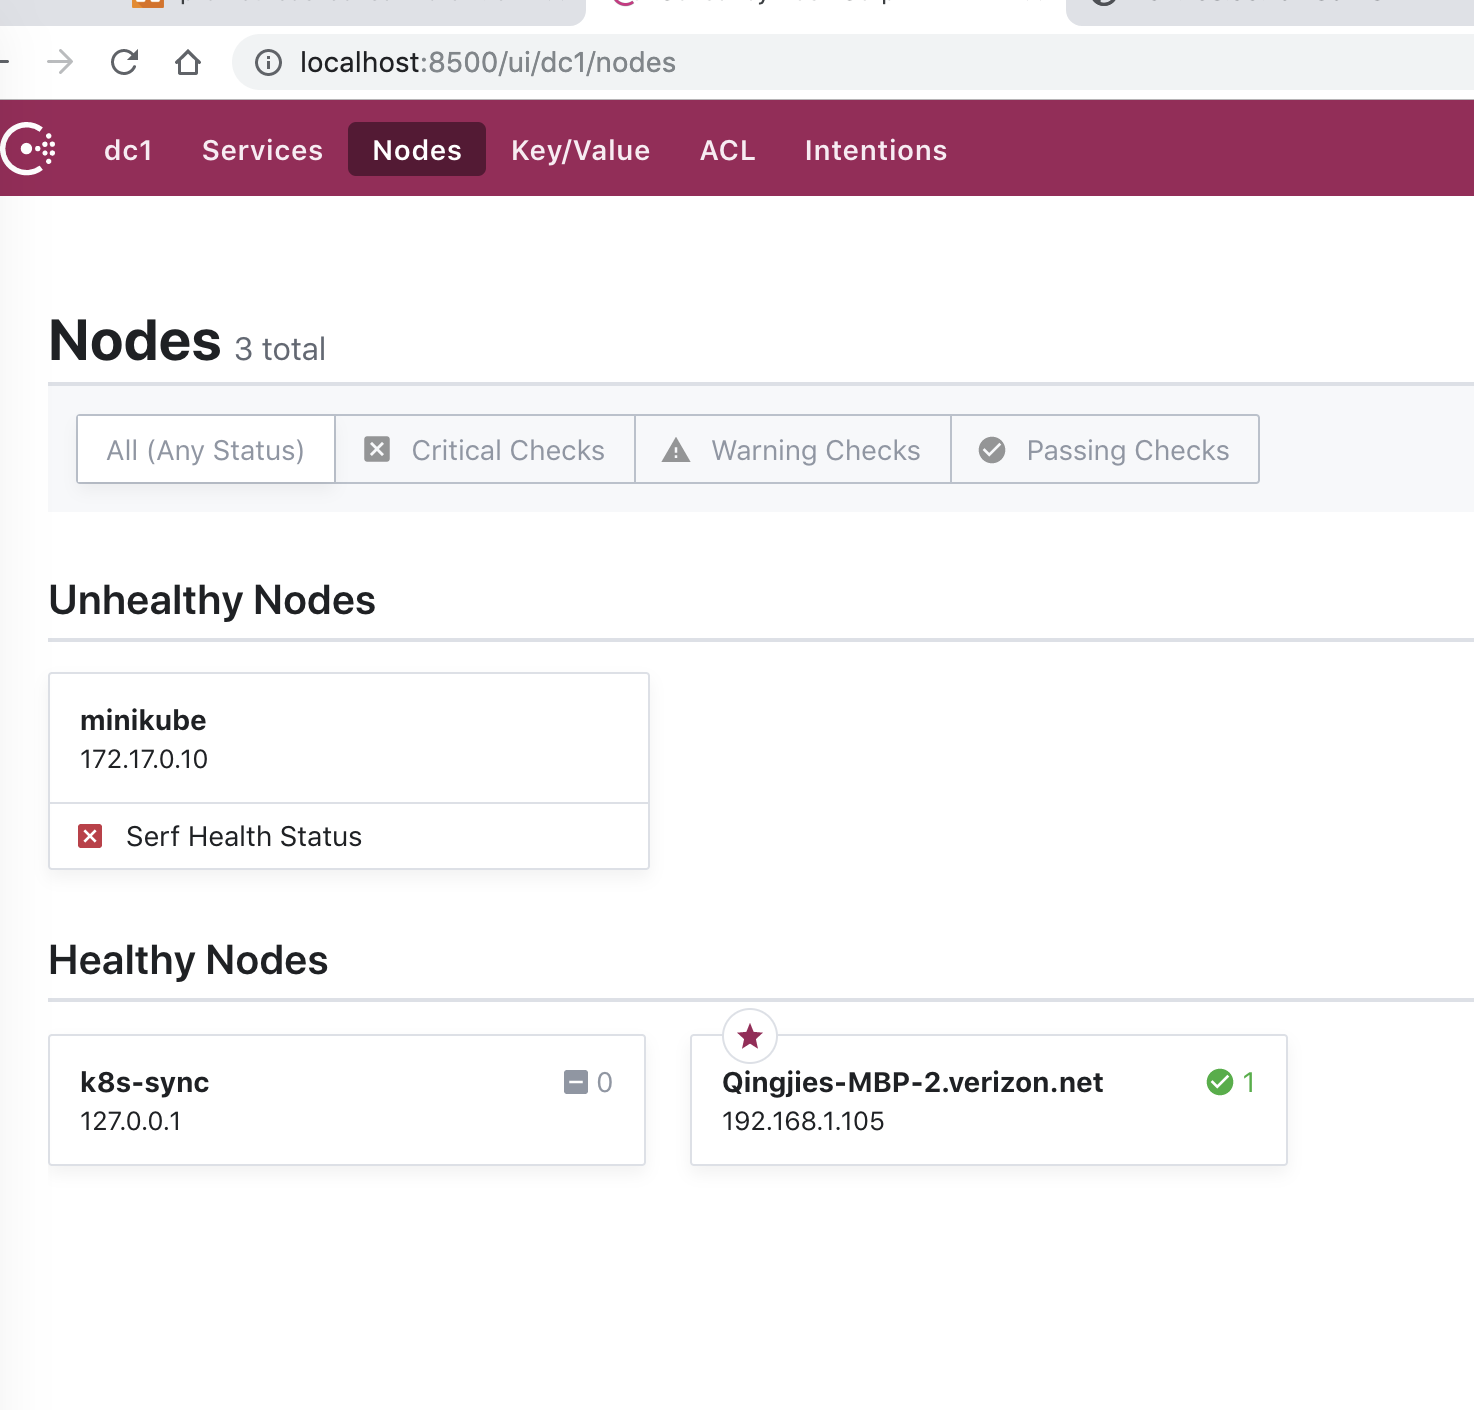 localhost:8500/ui/dc1/nodes
dc1 Services Nodes Key/Value ACL Intentions
Nodes 3 total
All (Any Status) Critical Checks Warning Checks Passing Checks
Unhealthy Nodes
minikube
172.17.0.10
Serf Health Status
Healthy Nodes
k8s-sync 0
127.0.0.1
Qingjies-MBP-2.verizon.net 1
192.168.1.105